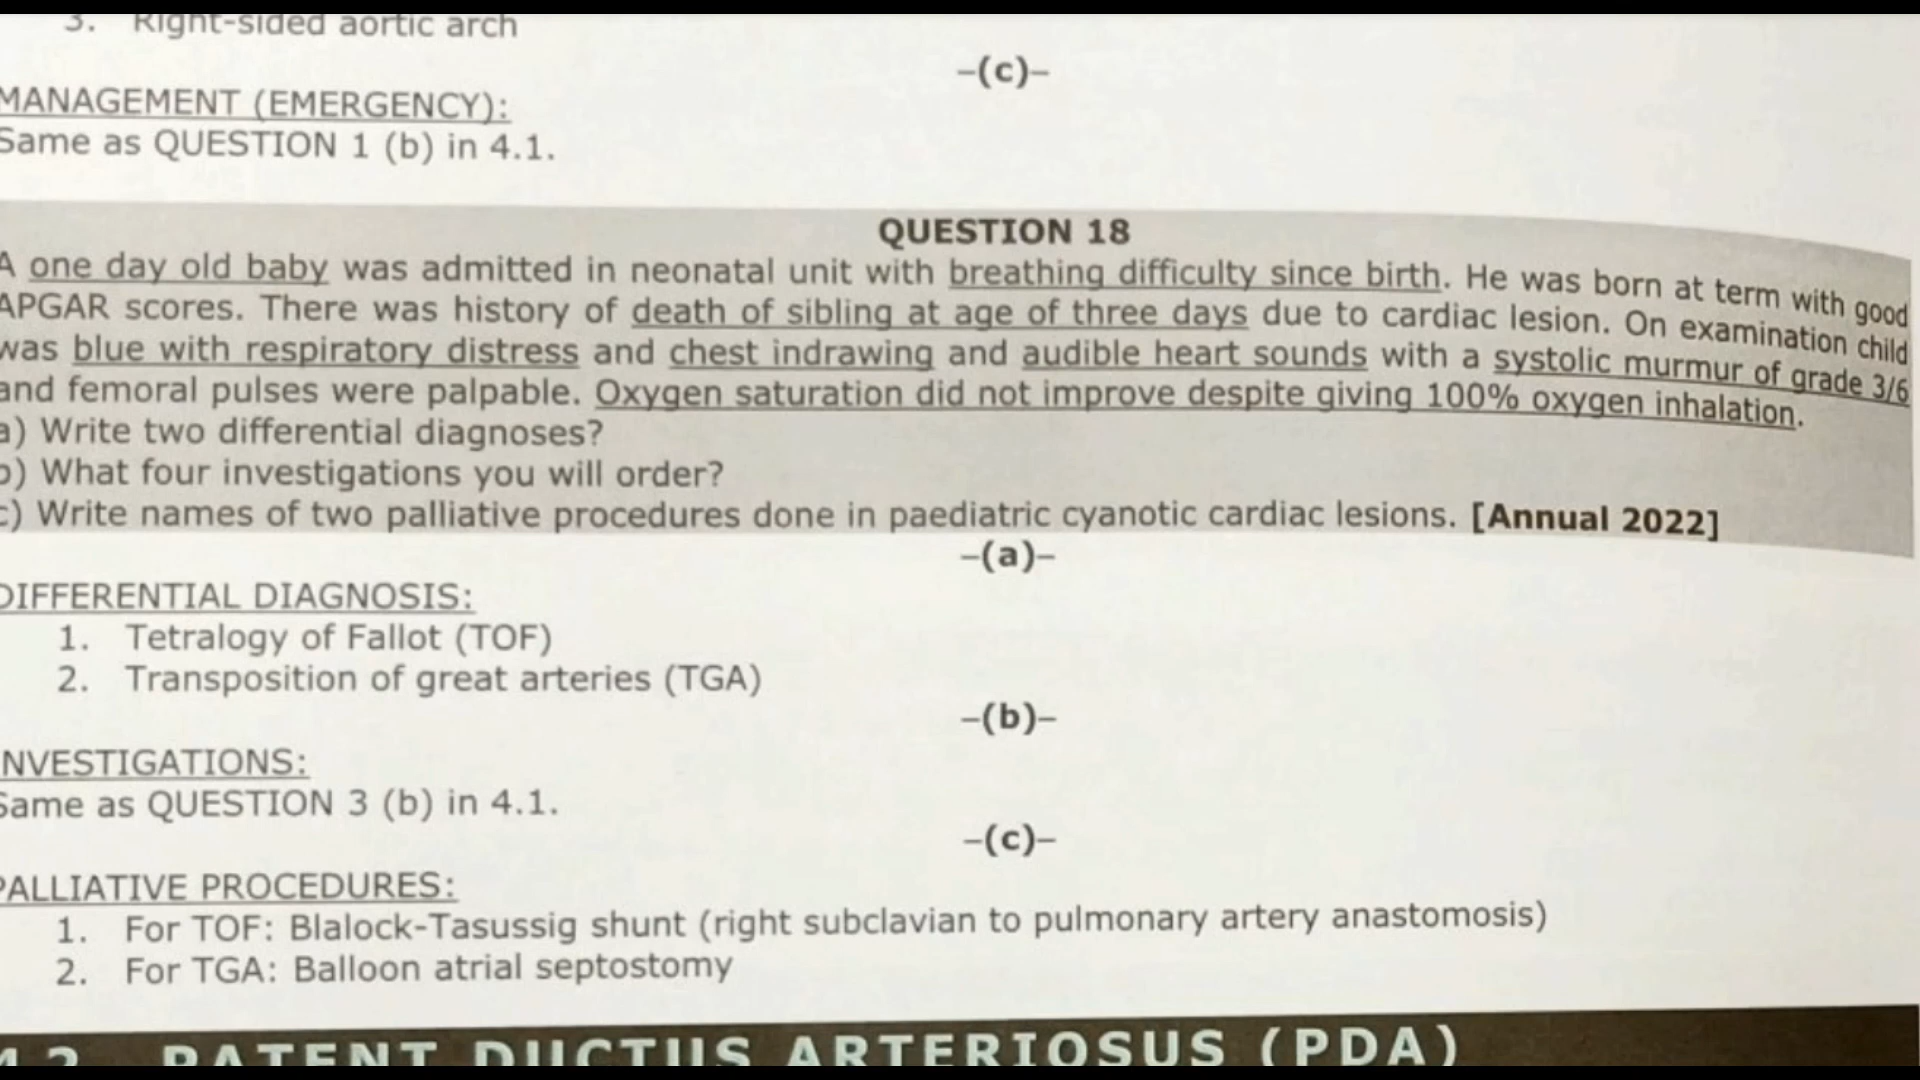 3. Right-sided aortic arch
–(c)–
MANAGEMENT (EMERGENCY):
Same as QUESTION 1 (b) in 4.1.
QUESTION 18
A one day old baby was admitted in neonatal unit with breathing difficulty since birth. He was born at term with good
APGAR scores. There was history of death of sibling at age of three days due to cardiac lesion. On examination child
was blue with respiratory distress and chest indrawing and audible heart sounds with a systolic murmur of grade 3/6
and femoral pulses were palpable. Oxygen saturation did not improve despite giving 100% oxygen inhalation.
a) Write two differential diagnoses?
b) What four investigations you will order?
c) Write names of two palliative procedures done in paediatric cyanotic cardiac lesions. [Annual 2022]
–(a)–
DIFFERENTIAL DIAGNOSIS:
1. Tetralogy of Fallot (TOF)
2. Transposition of great arteries (TGA)
–(b)–
INVESTIGATIONS:
Same as QUESTION 3 (b) in 4.1.
–(c)–
PALLIATIVE PROCEDURES:
1. For TOF: Blalock-Tasussig shunt (right subclavian to pulmonary artery anastomosis)
2. For TGA: Balloon atrial septostomy
4.2 PATENT DUCTUS ARTERIOSUS (PDA)